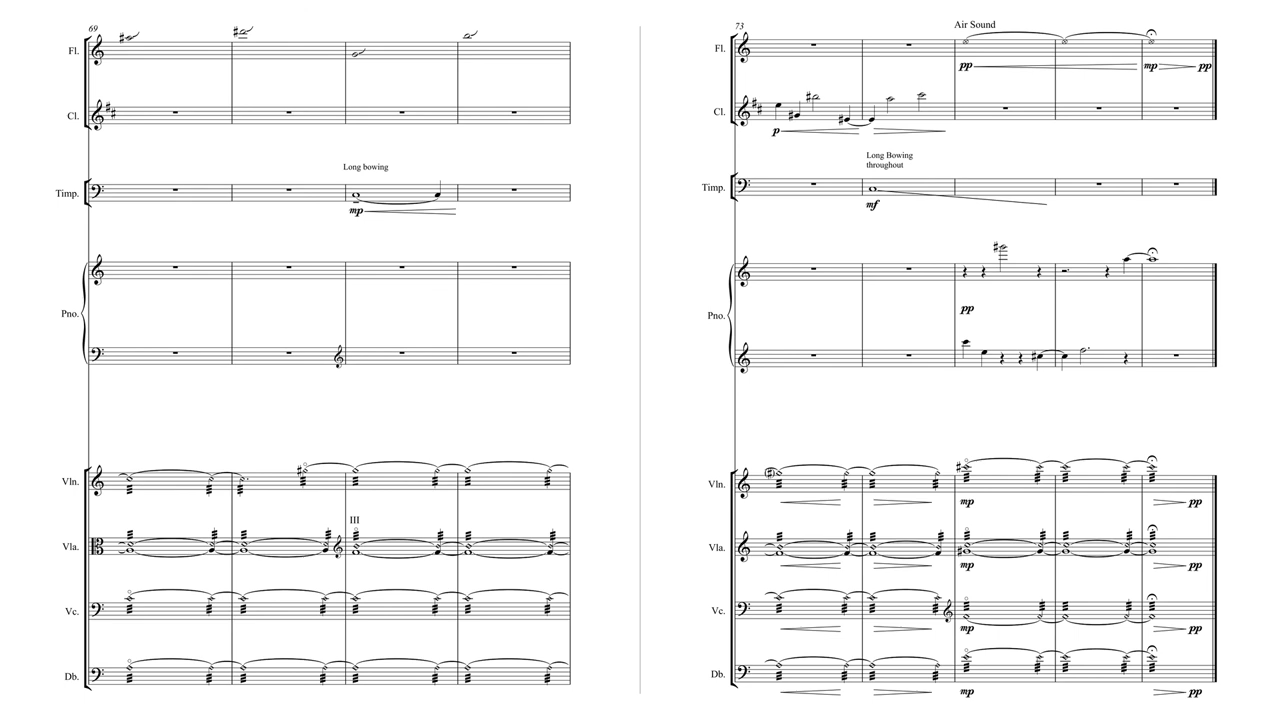 69
Fl.
Cl.
Long bowing
Timp.
mp
Pno.
Vln.
III
Vla.
Vc.
Db.
73
Air Sound
Fl.
pp mp pp
Cl.
p
Long Bowing
throughout
Timp.
mf
Pno.
pp
Vln.
mp pp
Vla.
mp pp
Vc.
mp pp
Db.
mp pp